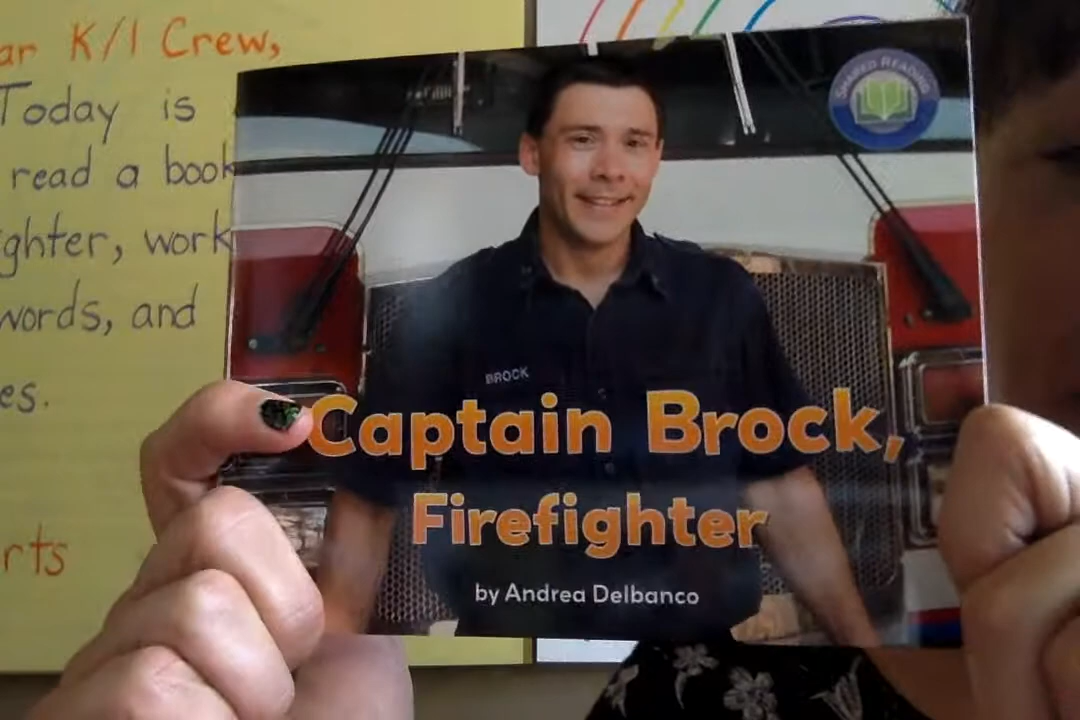 ar K/1 Crew,
Today is
read a book
ghter, work
words, and
es.
rts
SHARED READING
BROCK
Captain Brock,
Firefighter
by Andrea Delbanco